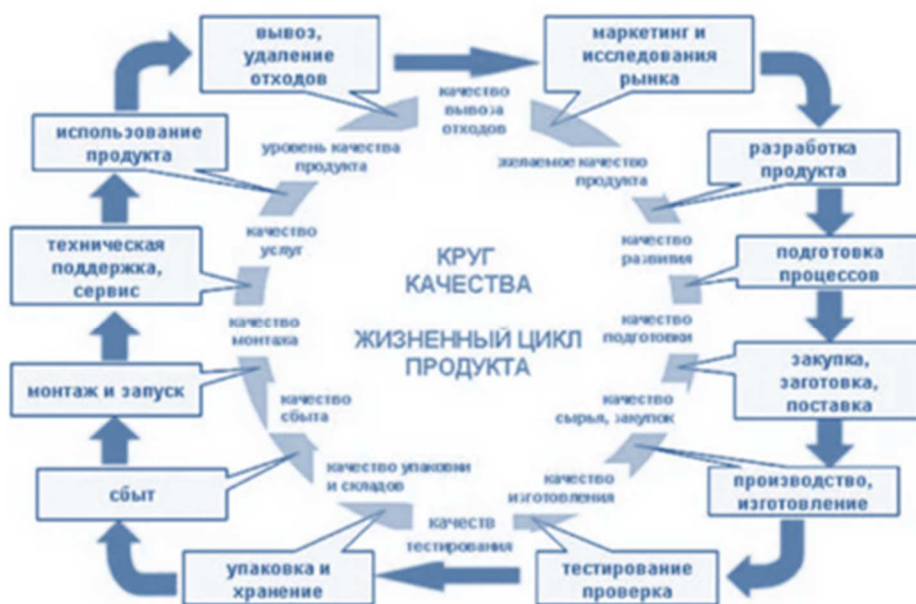 вывоз,
удаление
отходов
маркетинг и
исследования
рынка
разработка
продукта
подготовка
процессов
закупка,
заготовка,
поставка
производство,
изготовление
тестирование
проверка
упаковка и
хранение
сбыт
монтаж и запуск
техническая
поддержка,
сервис
использование
продукта
качество
вывоза
отходов
желаемое качество
продукта
качество
развития
качество
подготовки
качество
сырья, закупок
качество
изготовления
качеств
тестирования
качество упаковки
и складов
качество
сбыта
качество
монтажа
качество
услуг
уровень качества
продукта
КРУГ
КАЧЕСТВА
ЖИЗНЕННЫЙ ЦИКЛ
ПРОДУКТА